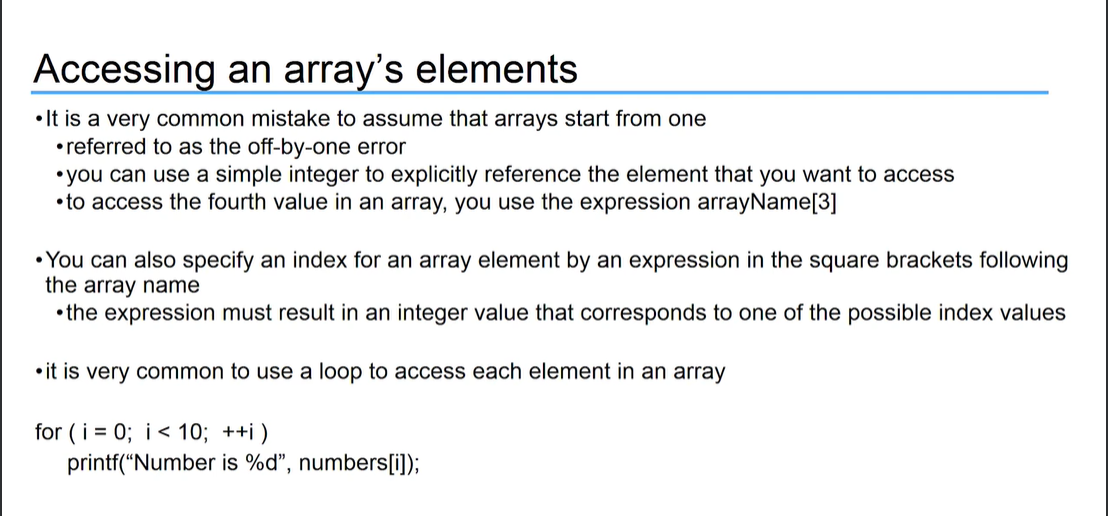 Accessing an array’s elements
•It is a very common mistake to assume that arrays start from one
•referred to as the off-by-one error
•you can use a simple integer to explicitly reference the element that you want to access
•to access the fourth value in an array, you use the expression arrayName[3]
•You can also specify an index for an array element by an expression in the square brackets following
the array name
•the expression must result in an integer value that corresponds to one of the possible index values
•it is very common to use a loop to access each element in an array
for ( i = 0;  i < 10;  ++i )
printf(“Number is %d”, numbers[i]);